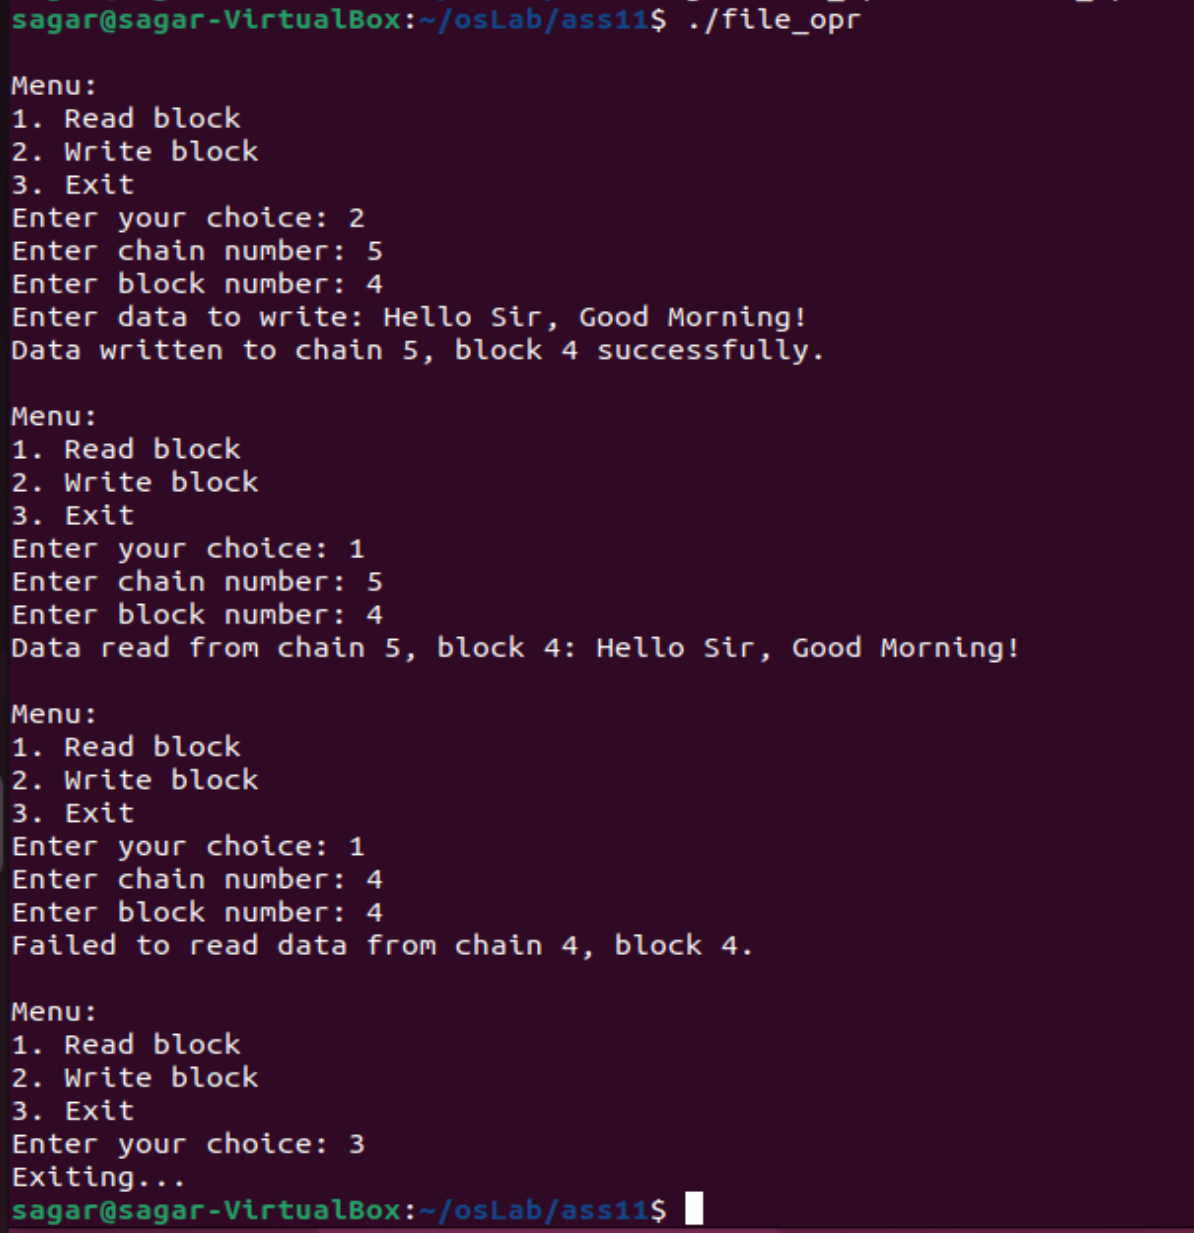 sagar@sagar-VirtualBox:~/osLab/ass11$ ./file_opr
Menu:
1. Read block
2. Write block
3. Exit
Enter your choice: 2
Enter chain number: 5
Enter block number: 4
Enter data to write: Hello Sir, Good Morning!
Data written to chain 5, block 4 successfully.
Menu:
1. Read block
2. Write block
3. Exit
Enter your choice: 1
Enter chain number: 5
Enter block number: 4
Data read from chain 5, block 4: Hello Sir, Good Morning!
Menu:
1. Read block
2. Write block
3. Exit
Enter your choice: 1
Enter chain number: 4
Enter block number: 4
Failed to read data from chain 4, block 4.
Menu:
1. Read block
2. Write block
3. Exit
Enter your choice: 3
Exiting...
sagar@sagar-VirtualBox:~/osLab/ass11$